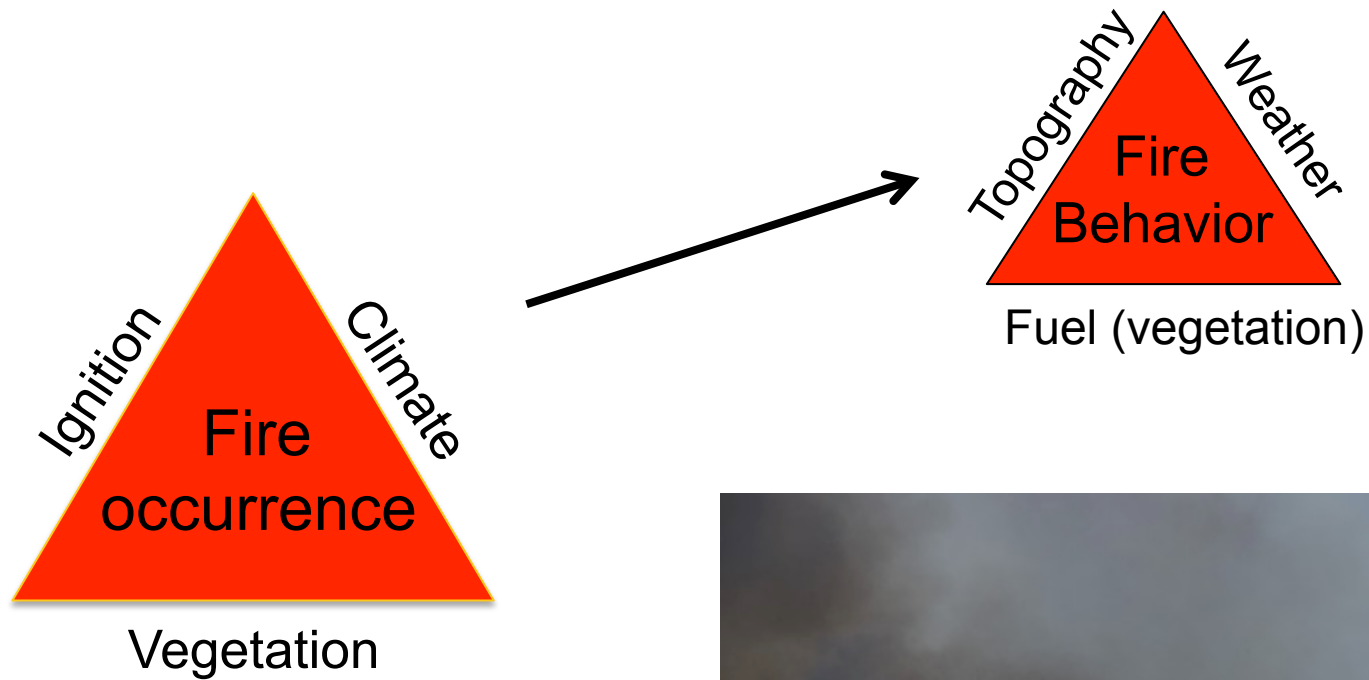 Topography
Weather
Fire
Behavior
Fuel (vegetation)
Ignition
Climate
Fire
occurrence
Vegetation